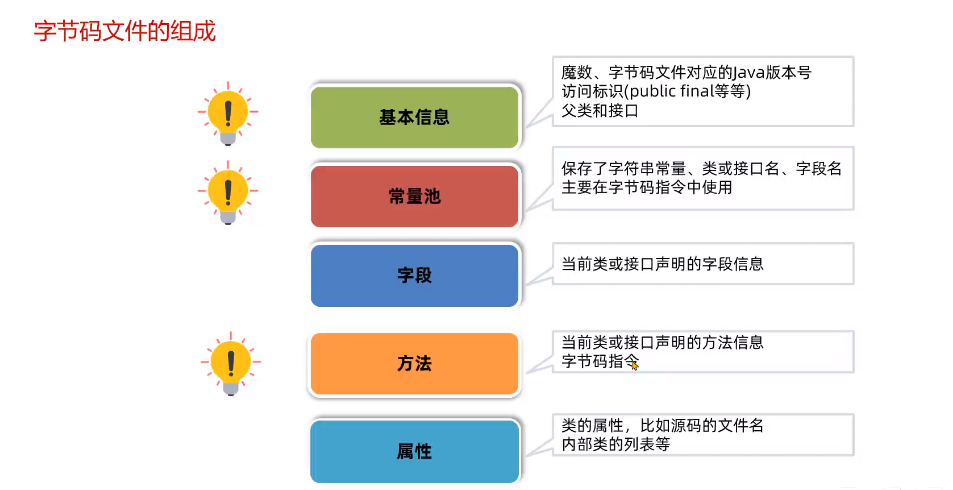 字节码文件的组成
基本信息
魔数、字节码文件对应的Java版本号
访问标识(public final等等)
父类和接口
常量池
保存了字符串常量、类或接口名、字段名
主要在字节码指令中使用
字段
当前类或接口声明的字段信息
方法
当前类或接口声明的方法信息
字节码指令
属性
类的属性，比如源码的文件名
内部类的列表等